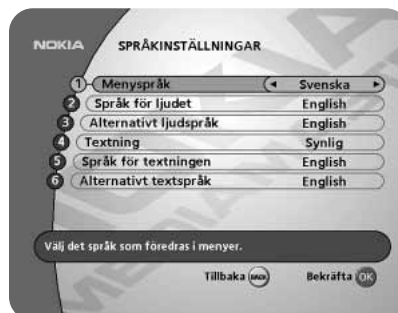 NOKIA SPRÅKINSTÄLLNINGAR
1 Menyspråk Svenska
2 Språk för ljudet English
3 Alternativt ljudspråk English
4 Textning Synlig
5 Språk för textningen English
6 Alternativt textspråk English
Välj det språk som föredras i menyer.
Tillbaka BACK Bekräfta OK